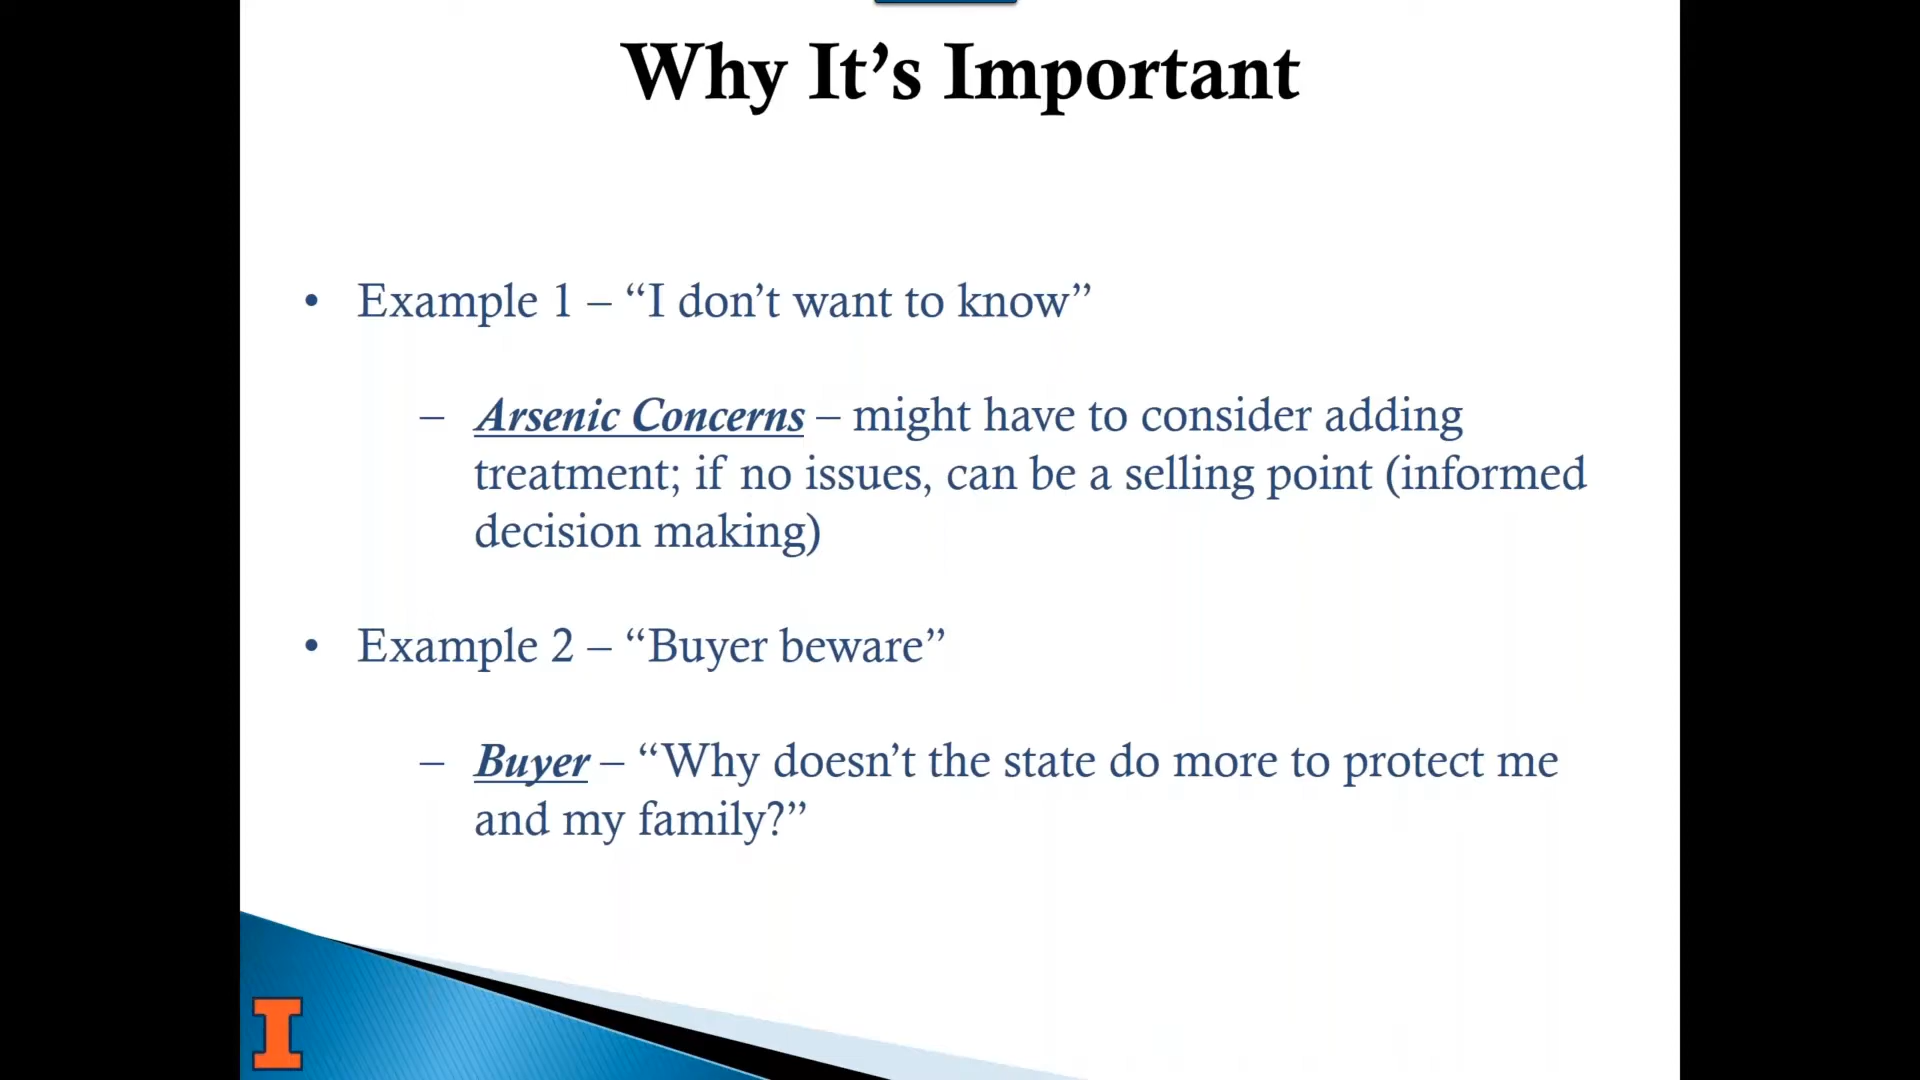 Why It’s Important
• Example 1 – “I don’t want to know”
– Arsenic Concerns – might have to consider adding
treatment; if no issues, can be a selling point (informed
decision making)
• Example 2 – “Buyer beware”
– Buyer – “Why doesn’t the state do more to protect me
and my family?”
I